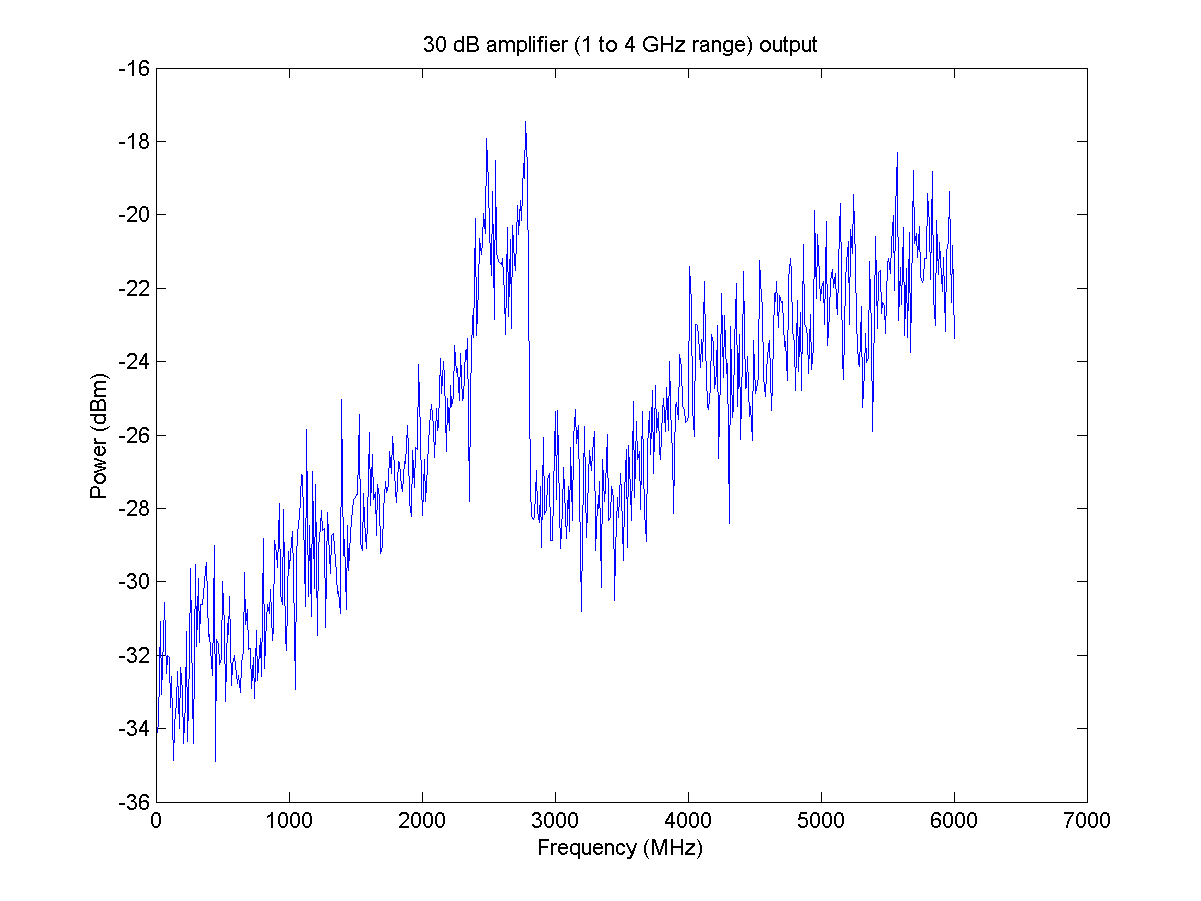 30 dB amplifier (1 to 4 GHz range) output
-16
-18
-20
-22
-24
-26
-28
-30
-32
-34
-36
Power (dBm)
0 1000 2000 3000 4000 5000 6000 7000
Frequency (MHz)